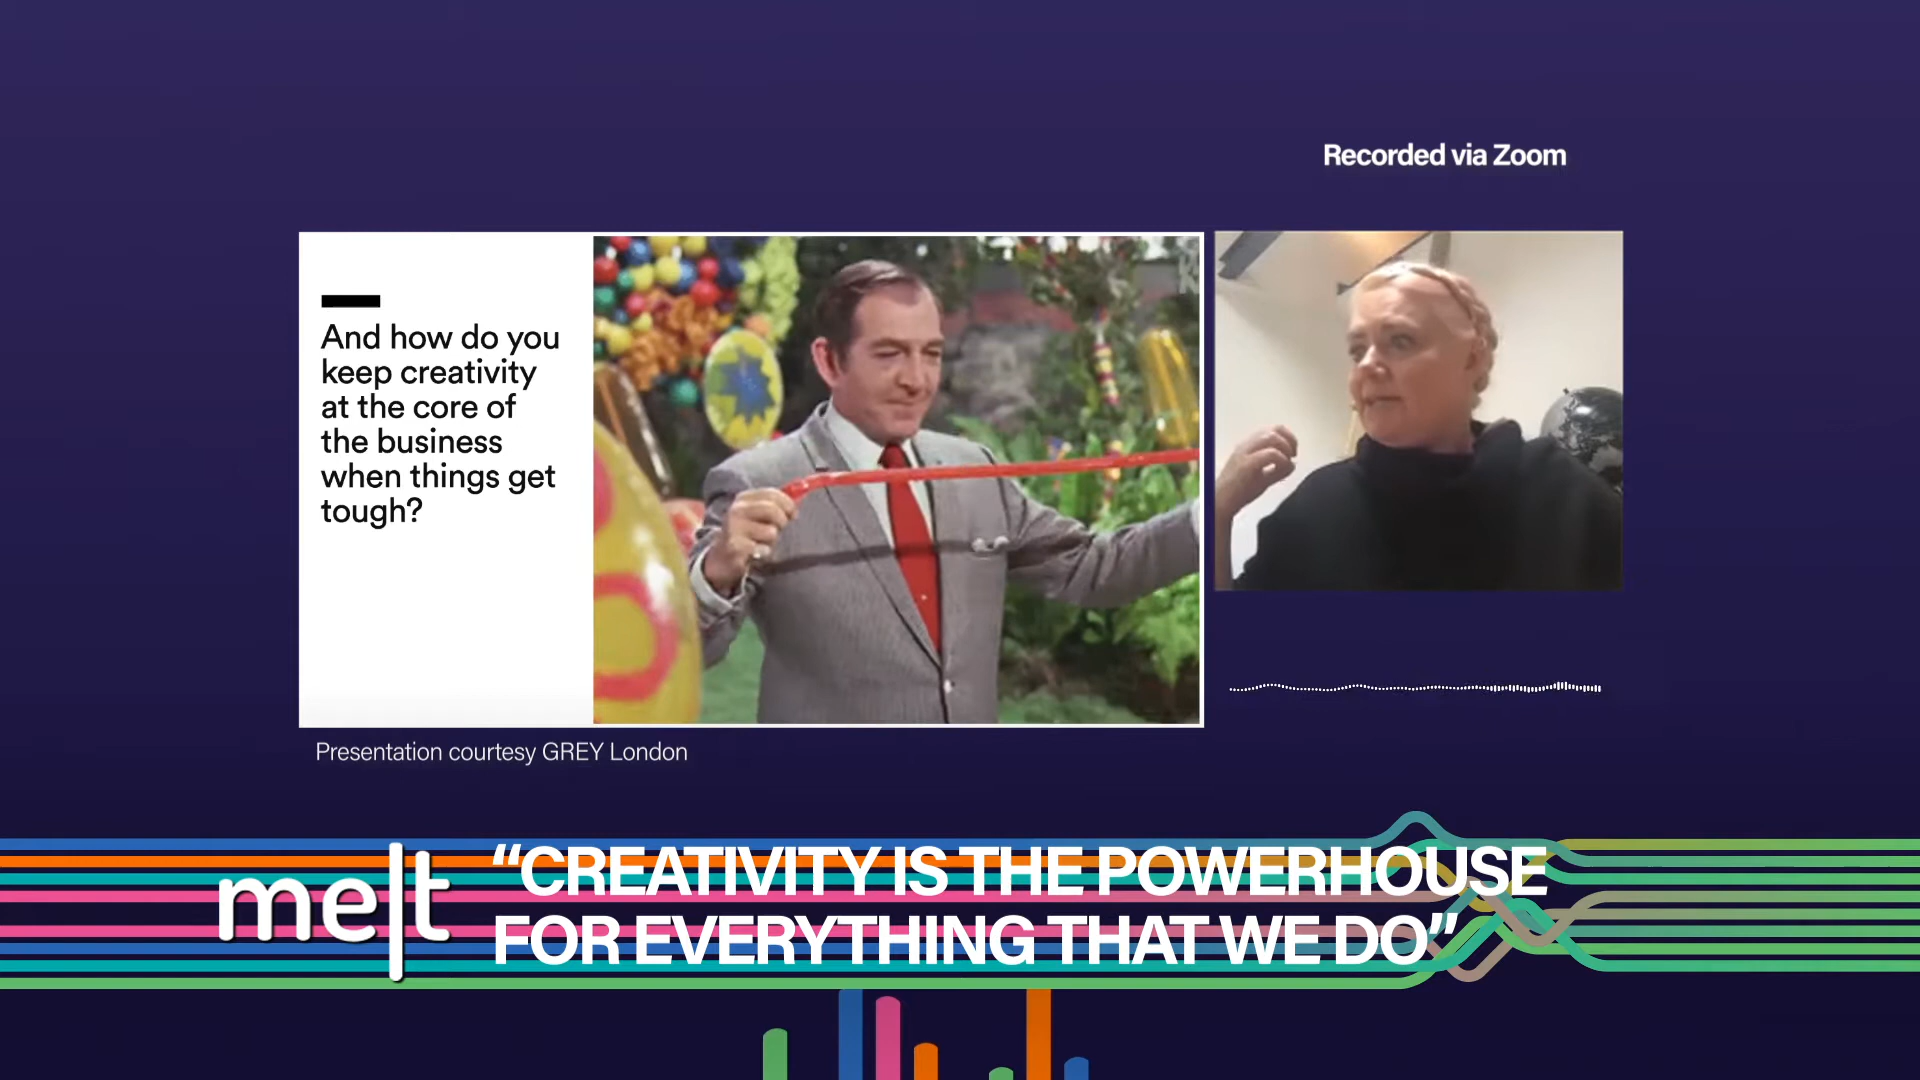 Recorded via Zoom
And how do you
keep creativity
at the core of
the business
when things get
tough?
Presentation courtesy GREY London
me|t
“CREATIVITY IS THE POWERHOUSE
FOR EVERYTHING THAT WE DO”